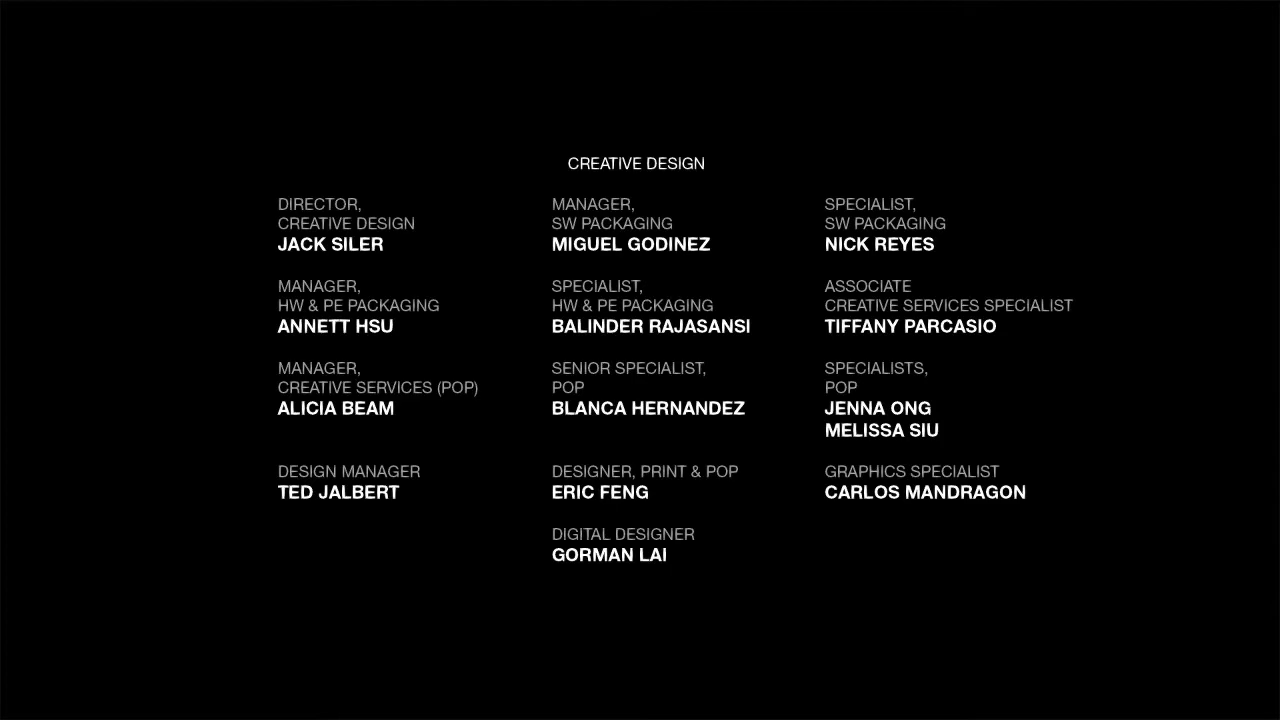 CREATIVE DESIGN
DIRECTOR,
CREATIVE DESIGN
JACK SILER
MANAGER,
SW PACKAGING
MIGUEL GODINEZ
SPECIALIST,
SW PACKAGING
NICK REYES
MANAGER,
HW & PE PACKAGING
ANNETT HSU
SPECIALIST,
HW & PE PACKAGING
BALINDER RAJASANSI
ASSOCIATE
CREATIVE SERVICES SPECIALIST
TIFFANY PARCASIO
MANAGER,
CREATIVE SERVICES (POP)
ALICIA BEAM
SENIOR SPECIALIST,
POP
BLANCA HERNANDEZ
SPECIALISTS,
POP
JENNA ONG
MELISSA SIU
DESIGN MANAGER
TED JALBERT
DESIGNER, PRINT & POP
ERIC FENG
GRAPHICS SPECIALIST
CARLOS MANDRAGON
DIGITAL DESIGNER
GORMAN LAI